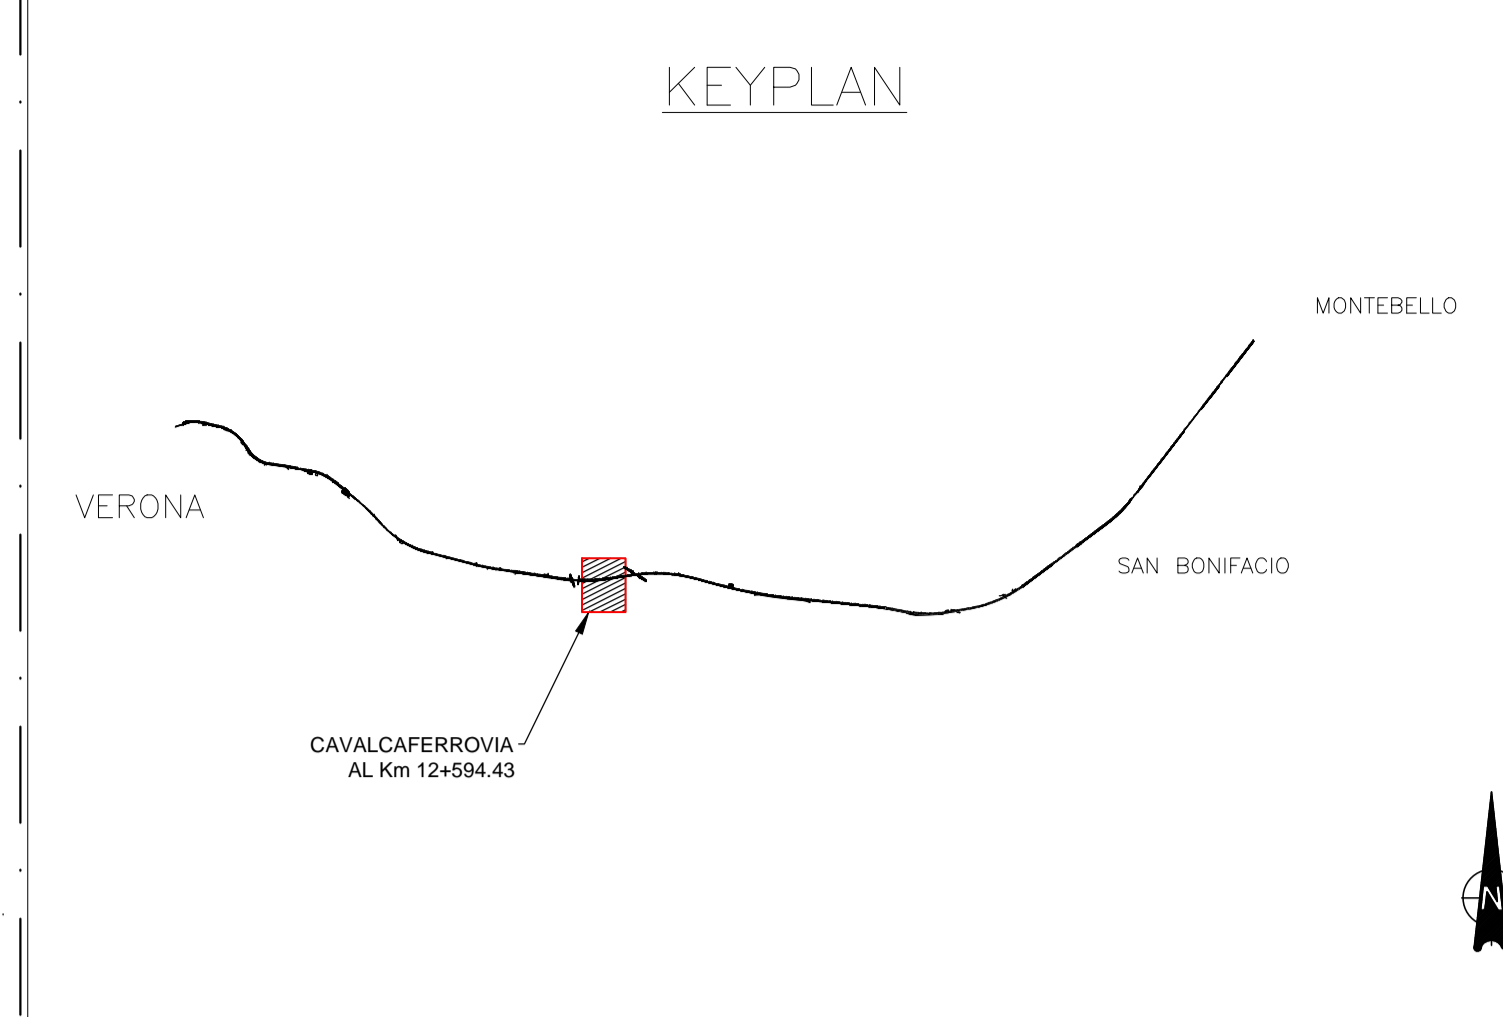 KEYPLAN
MONTEBELLO
VERONA
SAN BONIFACIO
CAVALCAFERROVIA
AL Km 12+594.43
N